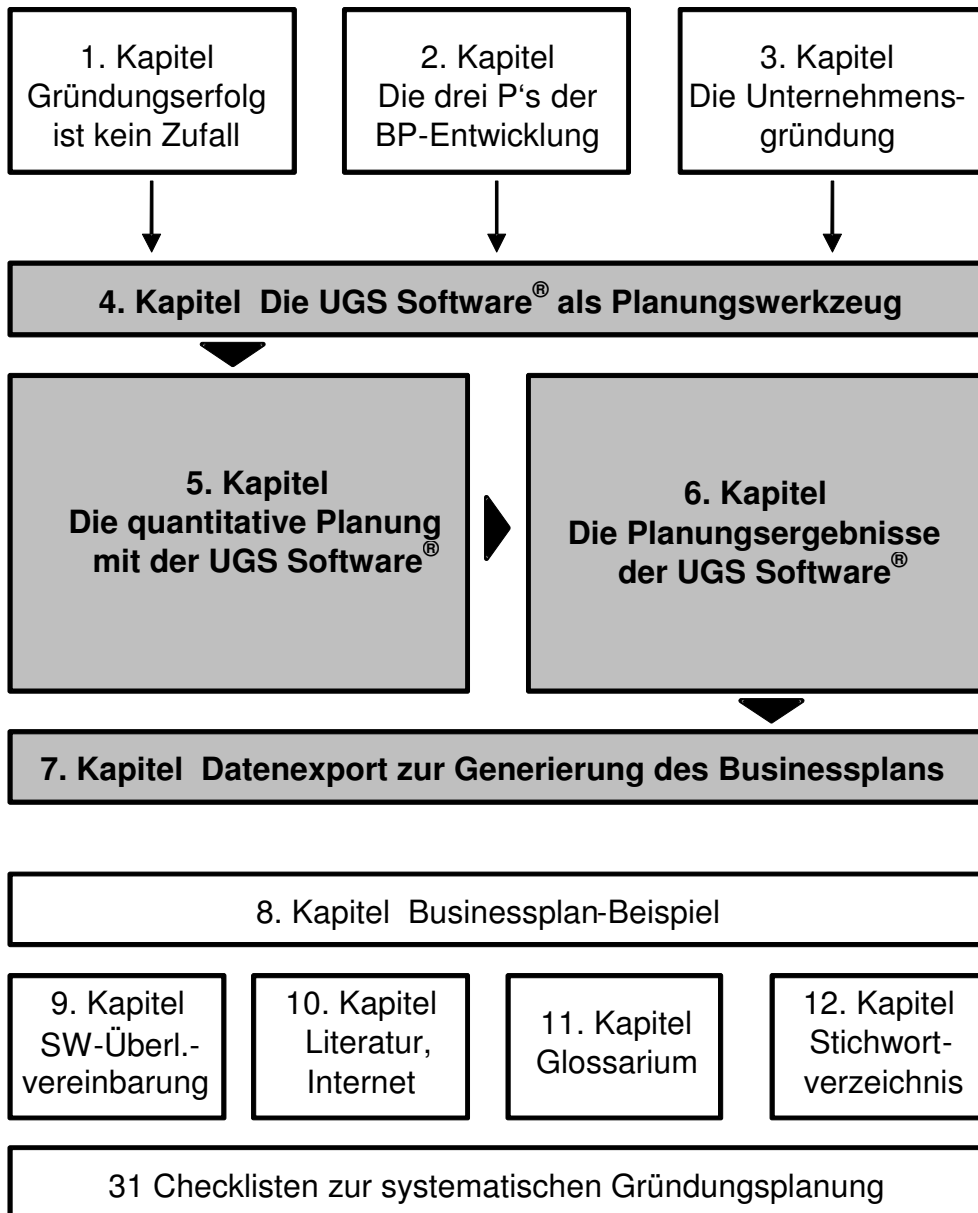 1. Kapitel
Gründungserfolg
ist kein Zufall
2. Kapitel
Die drei P‘s der
BP-Entwicklung
3. Kapitel
Die Unternehmens-
gründung
4. Kapitel Die UGS Software® als Planungswerkzeug
5. Kapitel
Die quantitative Planung
mit der UGS Software®
6. Kapitel
Die Planungsergebnisse
der UGS Software®
7. Kapitel Datenexport zur Generierung des Businessplans
8. Kapitel Businessplan-Beispiel
9. Kapitel
SW-Überl.-
vereinbarung
10. Kapitel
Literatur,
Internet
11. Kapitel
Glossarium
12. Kapitel
Stichwort-
verzeichnis
31 Checklisten zur systematischen Gründungsplanung